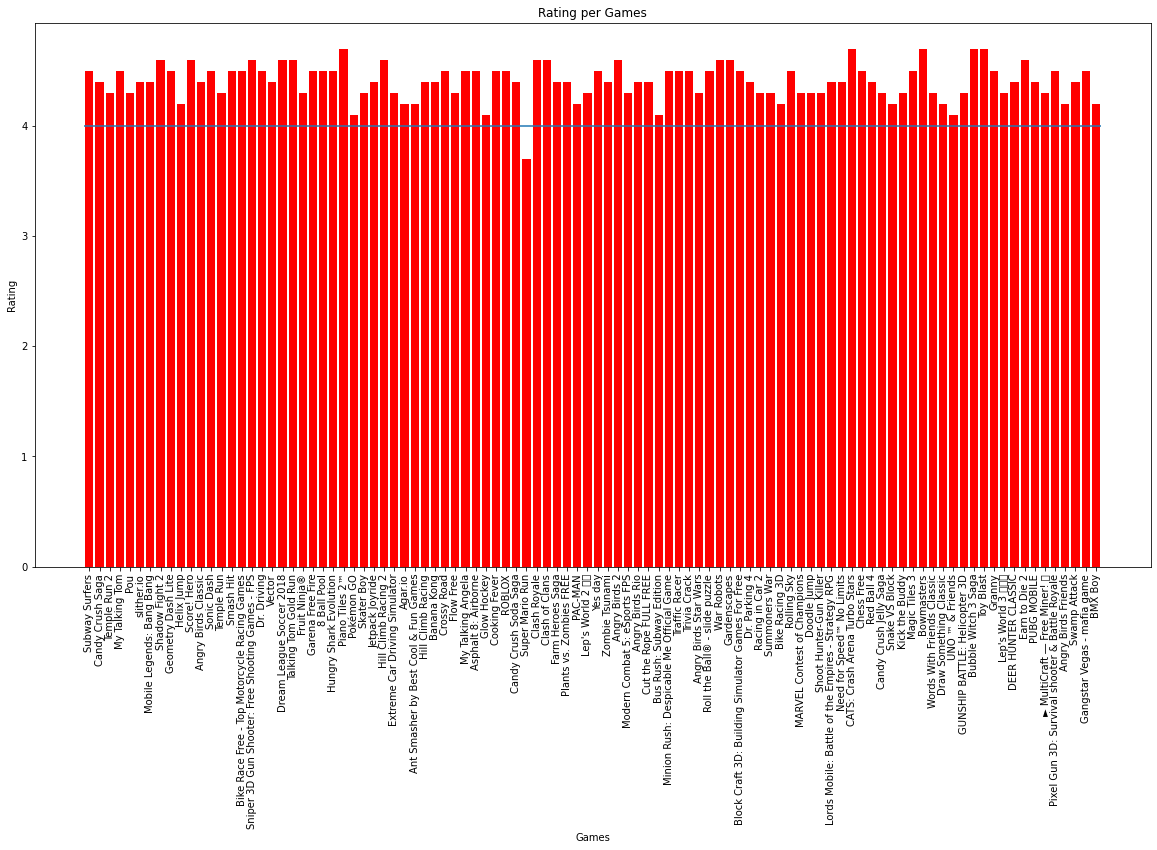 Rating per Games
Rating
4
3
2
1
0
Subway Surfers
Candy Crush Saga
Temple Run 2
My Talking Tom
Pou
slither.io
Mobile Legends: Bang Bang
Shadow Fight 2
Geometry Dash Lite
Helix Jump
Score! Hero
Angry Birds Classic
Sonic Dash
Temple Run
Smash Hit
Bike Race Free - Top Motorcycle Racing Games
Sniper 3D Gun Shooter: Free Shooting Games - FPS
Dr. Driving
Vector
Dream League Soccer 2018
Talking Tom Gold Run
Fruit Ninja®
Garena Free Fire
8 Ball Pool
Hungry Shark Evolution
Piano Tiles 2™
Pokémon GO
Skater Boy
Jetpack Joyride
Hill Climb Racing 2
Extreme Car Driving Simulator
Agar.io
Ant Smasher by Best Cool & Fun Games
Hill Climb Racing
Banana Kong
Crossy Road
Flow Free
My Talking Angela
Asphalt 8: Airborne
Glow Hockey
Cooking Fever
ROBLOX
Candy Crush Soda Saga
Super Mario Run
Clash Royale
Clash of Clans
Farm Heroes Saga
Plants vs. Zombies FREE
PAC-MAN
Lep's World 2
Yes day
Zombie Tsunami
Angry Birds 2
Modern Combat 5: eSports FPS
Angry Birds Rio
Cut the Rope FULL FREE
Bus Rush: Subway Edition
Minion Rush: Despicable Me Official Game
Traffic Racer
Trivia Crack
Angry Birds Star Wars
Roll the Ball® - slide puzzle
War Robots
Gardenscapes
Block Craft 3D: Building Simulator Games For Free
Dr. Parking 4
Racing in Car 2
Summoners War
Bike Racing 3D
Rolling Sky
MARVEL Contest of Champions
Doodle Jump
Shoot Hunter-Gun Killer
Lords Mobile: Battle of the Empires - Strategy RPG
Need for Speed™ No Limits
CATS: Crash Arena Turbo Stars
Chess Free
Red Ball 4
Candy Crush Jelly Saga
Snake VS Block
Kick the Buddy
Magic Tiles 3
Bowmasters
Words With Friends Classic
Draw Something Classic
UNO ™ & Friends
GUNSHIP BATTLE: Helicopter 3D
Bubble Witch 3 Saga
Toy Blast
Granny
Lep's World 3
DEER HUNTER CLASSIC
Earn to Die 2
PUBG MOBILE
► MultiCraft ― Free Miner!
Pixel Gun 3D: Survival shooter & Battle Royale
Angry Birds Friends
Swamp Attack
Gangstar Vegas - mafia game
BMX Boy
Games